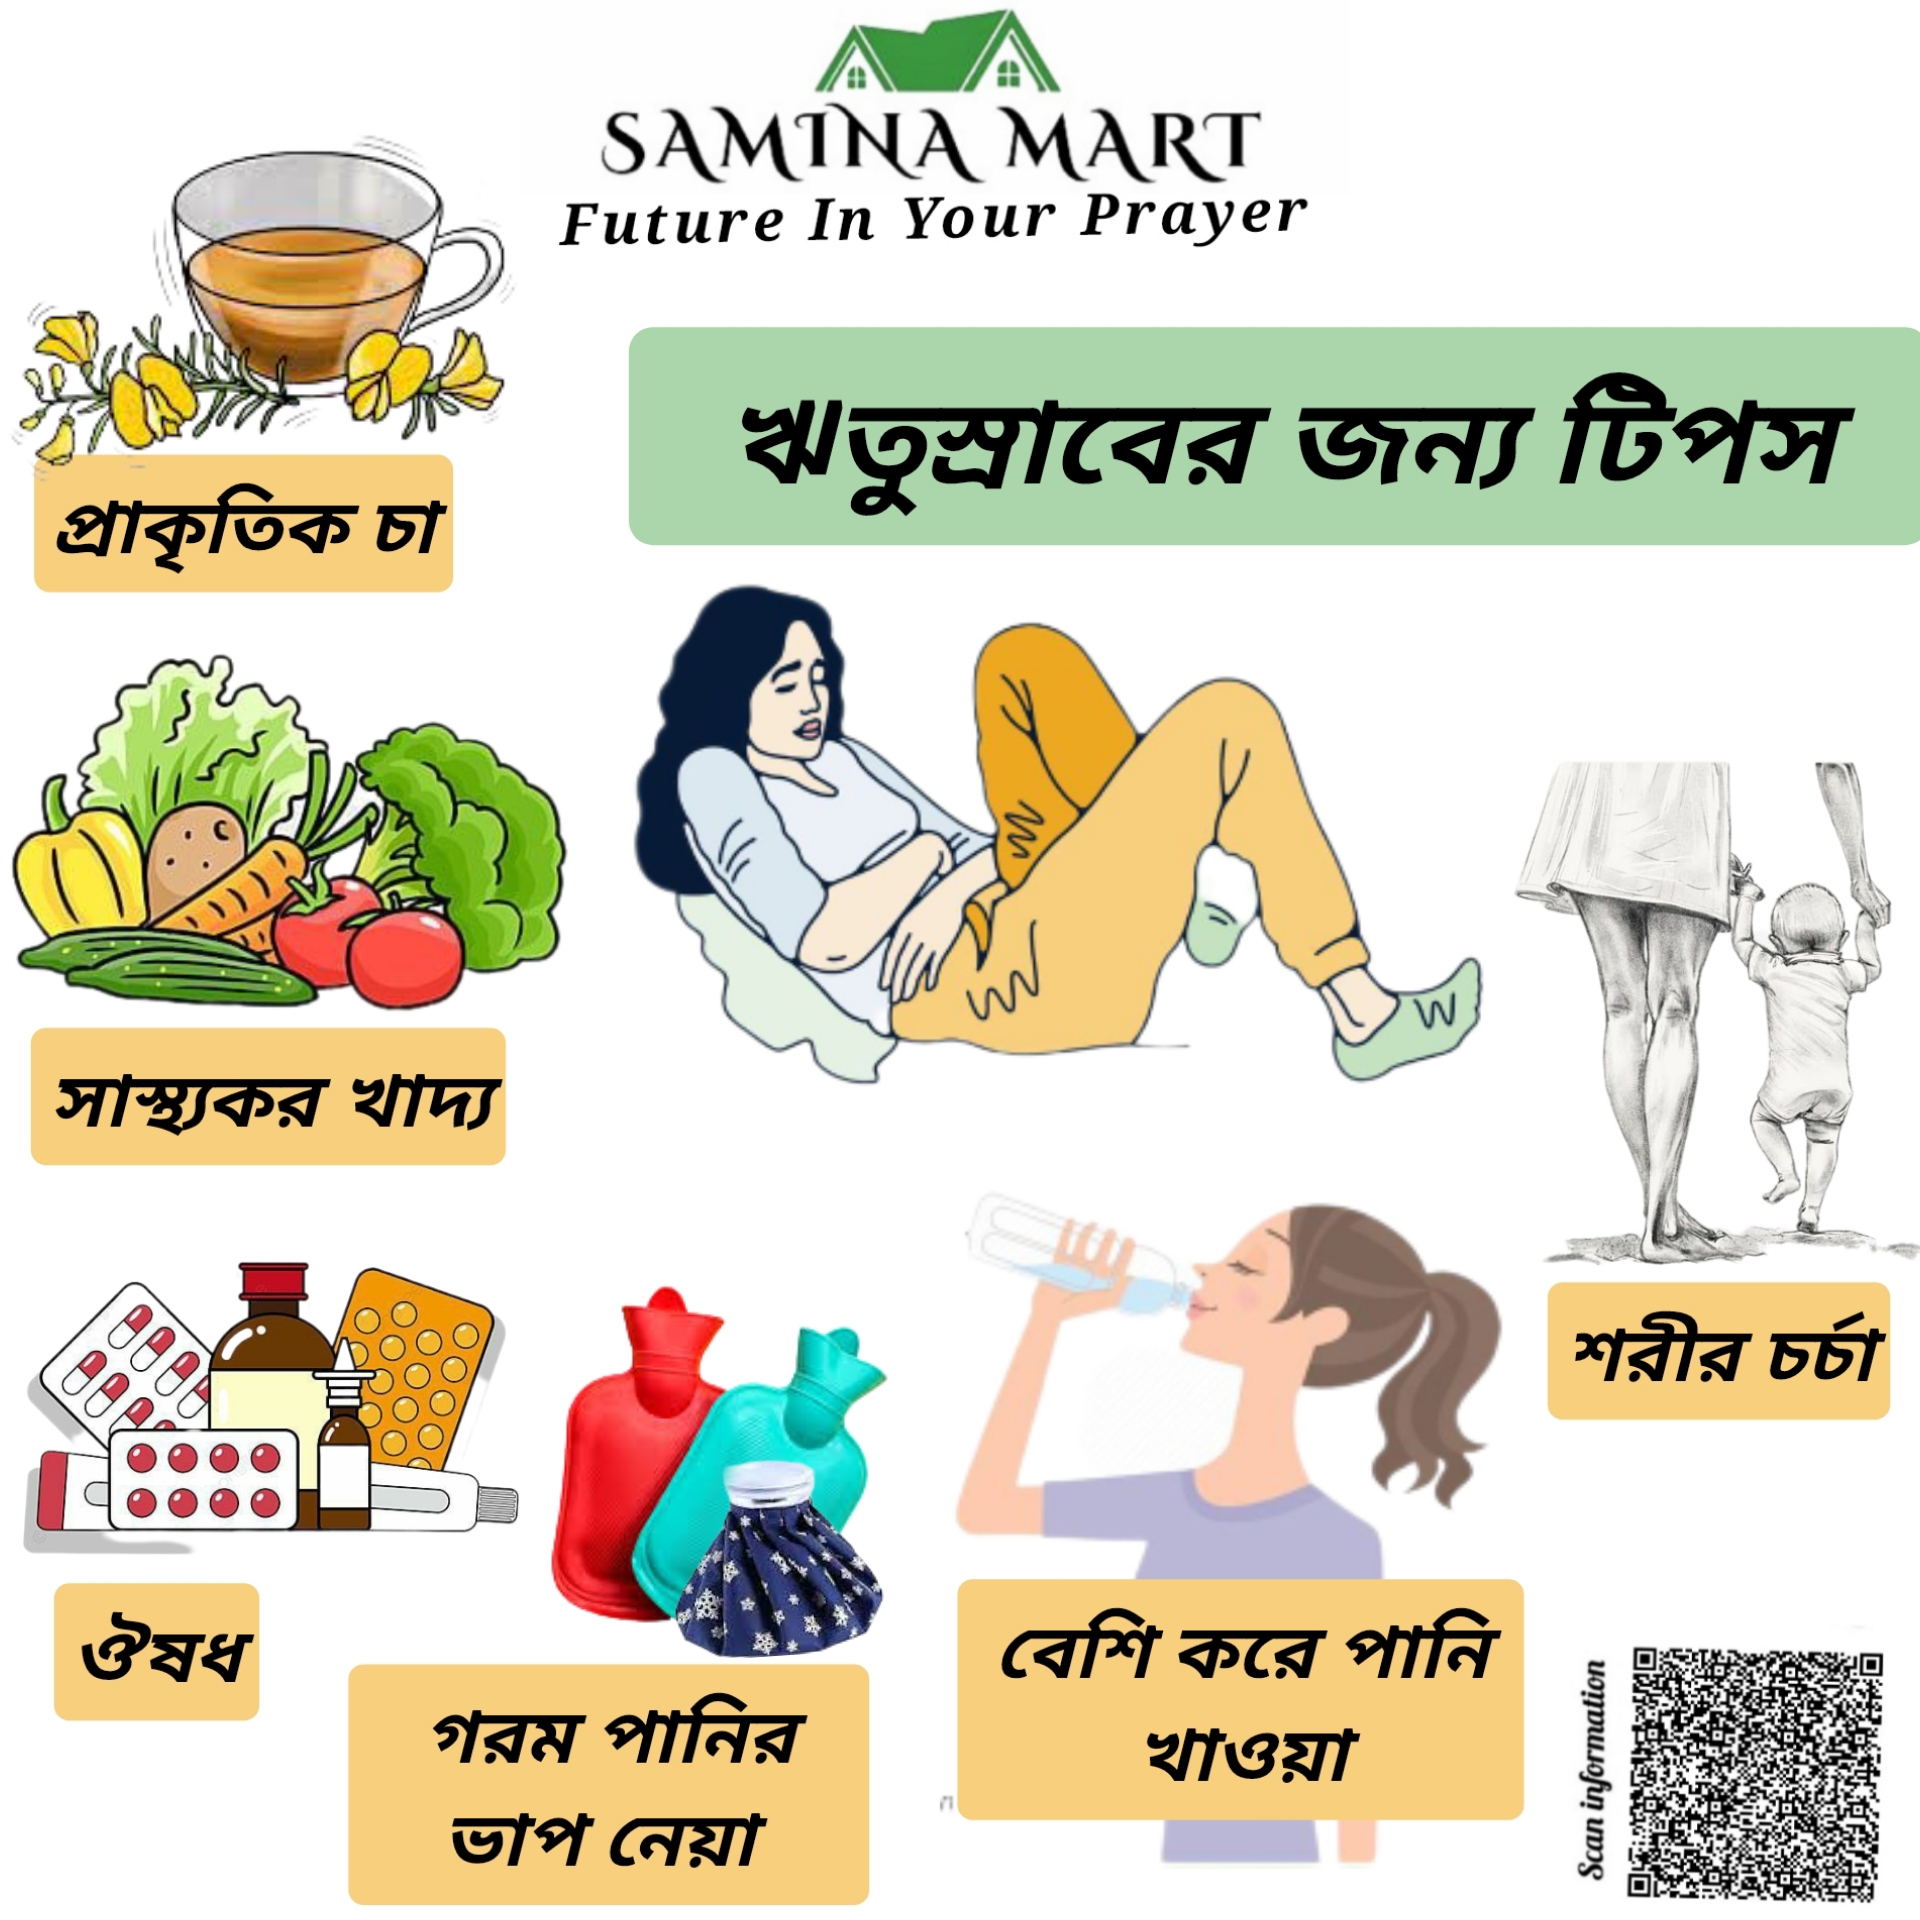 SAMINA MART
Future In Your Prayer
ঋতুস্রাবের জন্য টিপস
প্রাকৃতিক চা
সাস্থ্যকর খাদ্য
শরীর চর্চা
ঔষধ
গরম পানির
ভাপ নেয়া
বেশি করে পানি
খাওয়া
Scan information